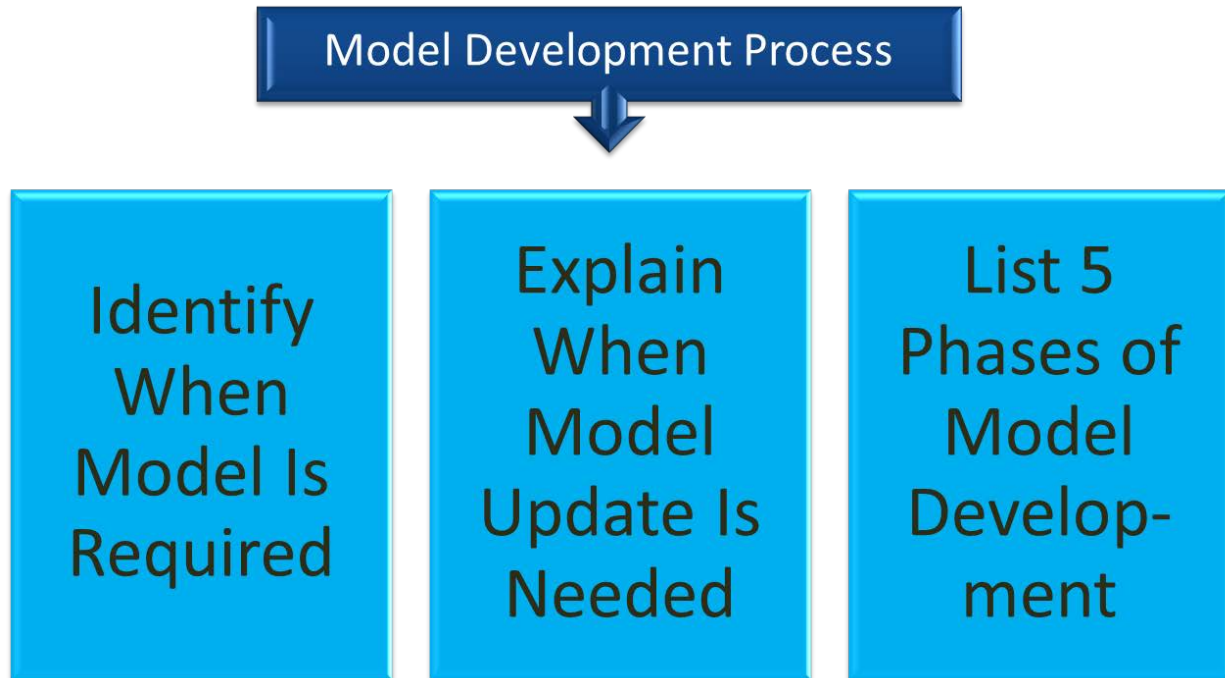 Model Development Process
Identify
When
Model Is
Required
Explain
When
Model
Update Is
Needed
List 5
Phases of
Model
Develop-
ment